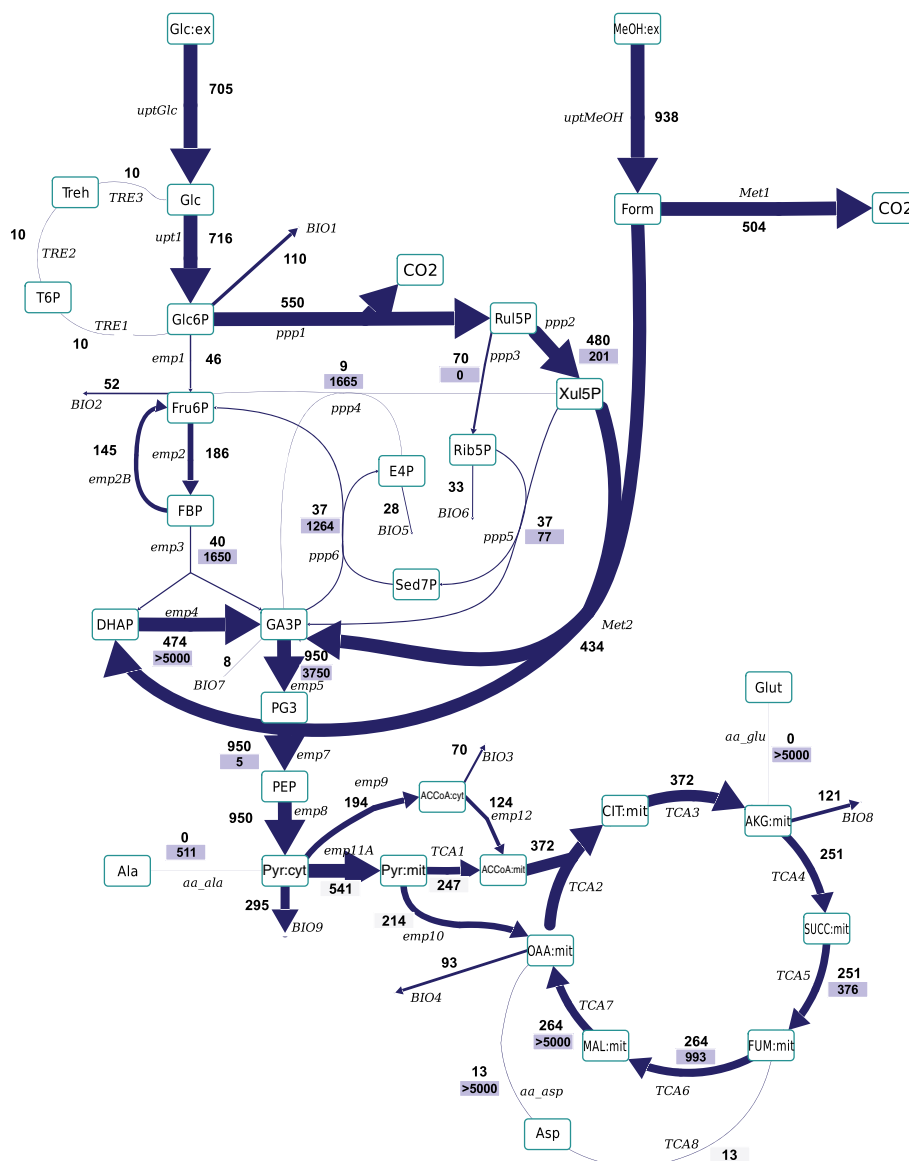 Glc:ex
MeOH:ex
705
uptGlc
uptMeOH
938
10
Treh
TRE3
Glc
Form
Met1
CO2
504
10
TRE2
upt1
716
BIO1
110
CO2
T6P
550
Glc6P
Rul5P
ppp2
TRE1
10
ppp1
480
201
emp1
46
9
1665
70
0
ppp3
52
BIO2
Fru6P
ppp4
Xul5P
145
emp2
186
emp2B
Rib5P
E4P
33
BIO6
28
BIO5
FBP
37
1264
37
77
emp3
40
1650
ppp6
ppp5
Sed7P
DHAP
emp4
GA3P
Met2
434
474
>5000
8
BIO7
950
3750
emp5
PG3
Glut
950
5
emp7
70
BIO3
aa_glu
0
>5000
PEP
emp9
194
ACCoA:cyt
372
CIT:mit
TCA3
AKG:mit
121
BIO8
950
emp8
124
emp12
0
511
emp11A
TCA1
372
251
Ala
aa_ala
Pyr:cyt
541
Pyr:mit
247
ACCoA:mit
TCA2
TCA4
295
BIO9
214
emp10
SUCC:mit
OAA:mit
93
BIO4
TCA5
251
376
TCA7
264
>5000
MAL:mit
264
993
FUM:mit
13
>5000
aa_asp
TCA6
Asp
TCA8
13